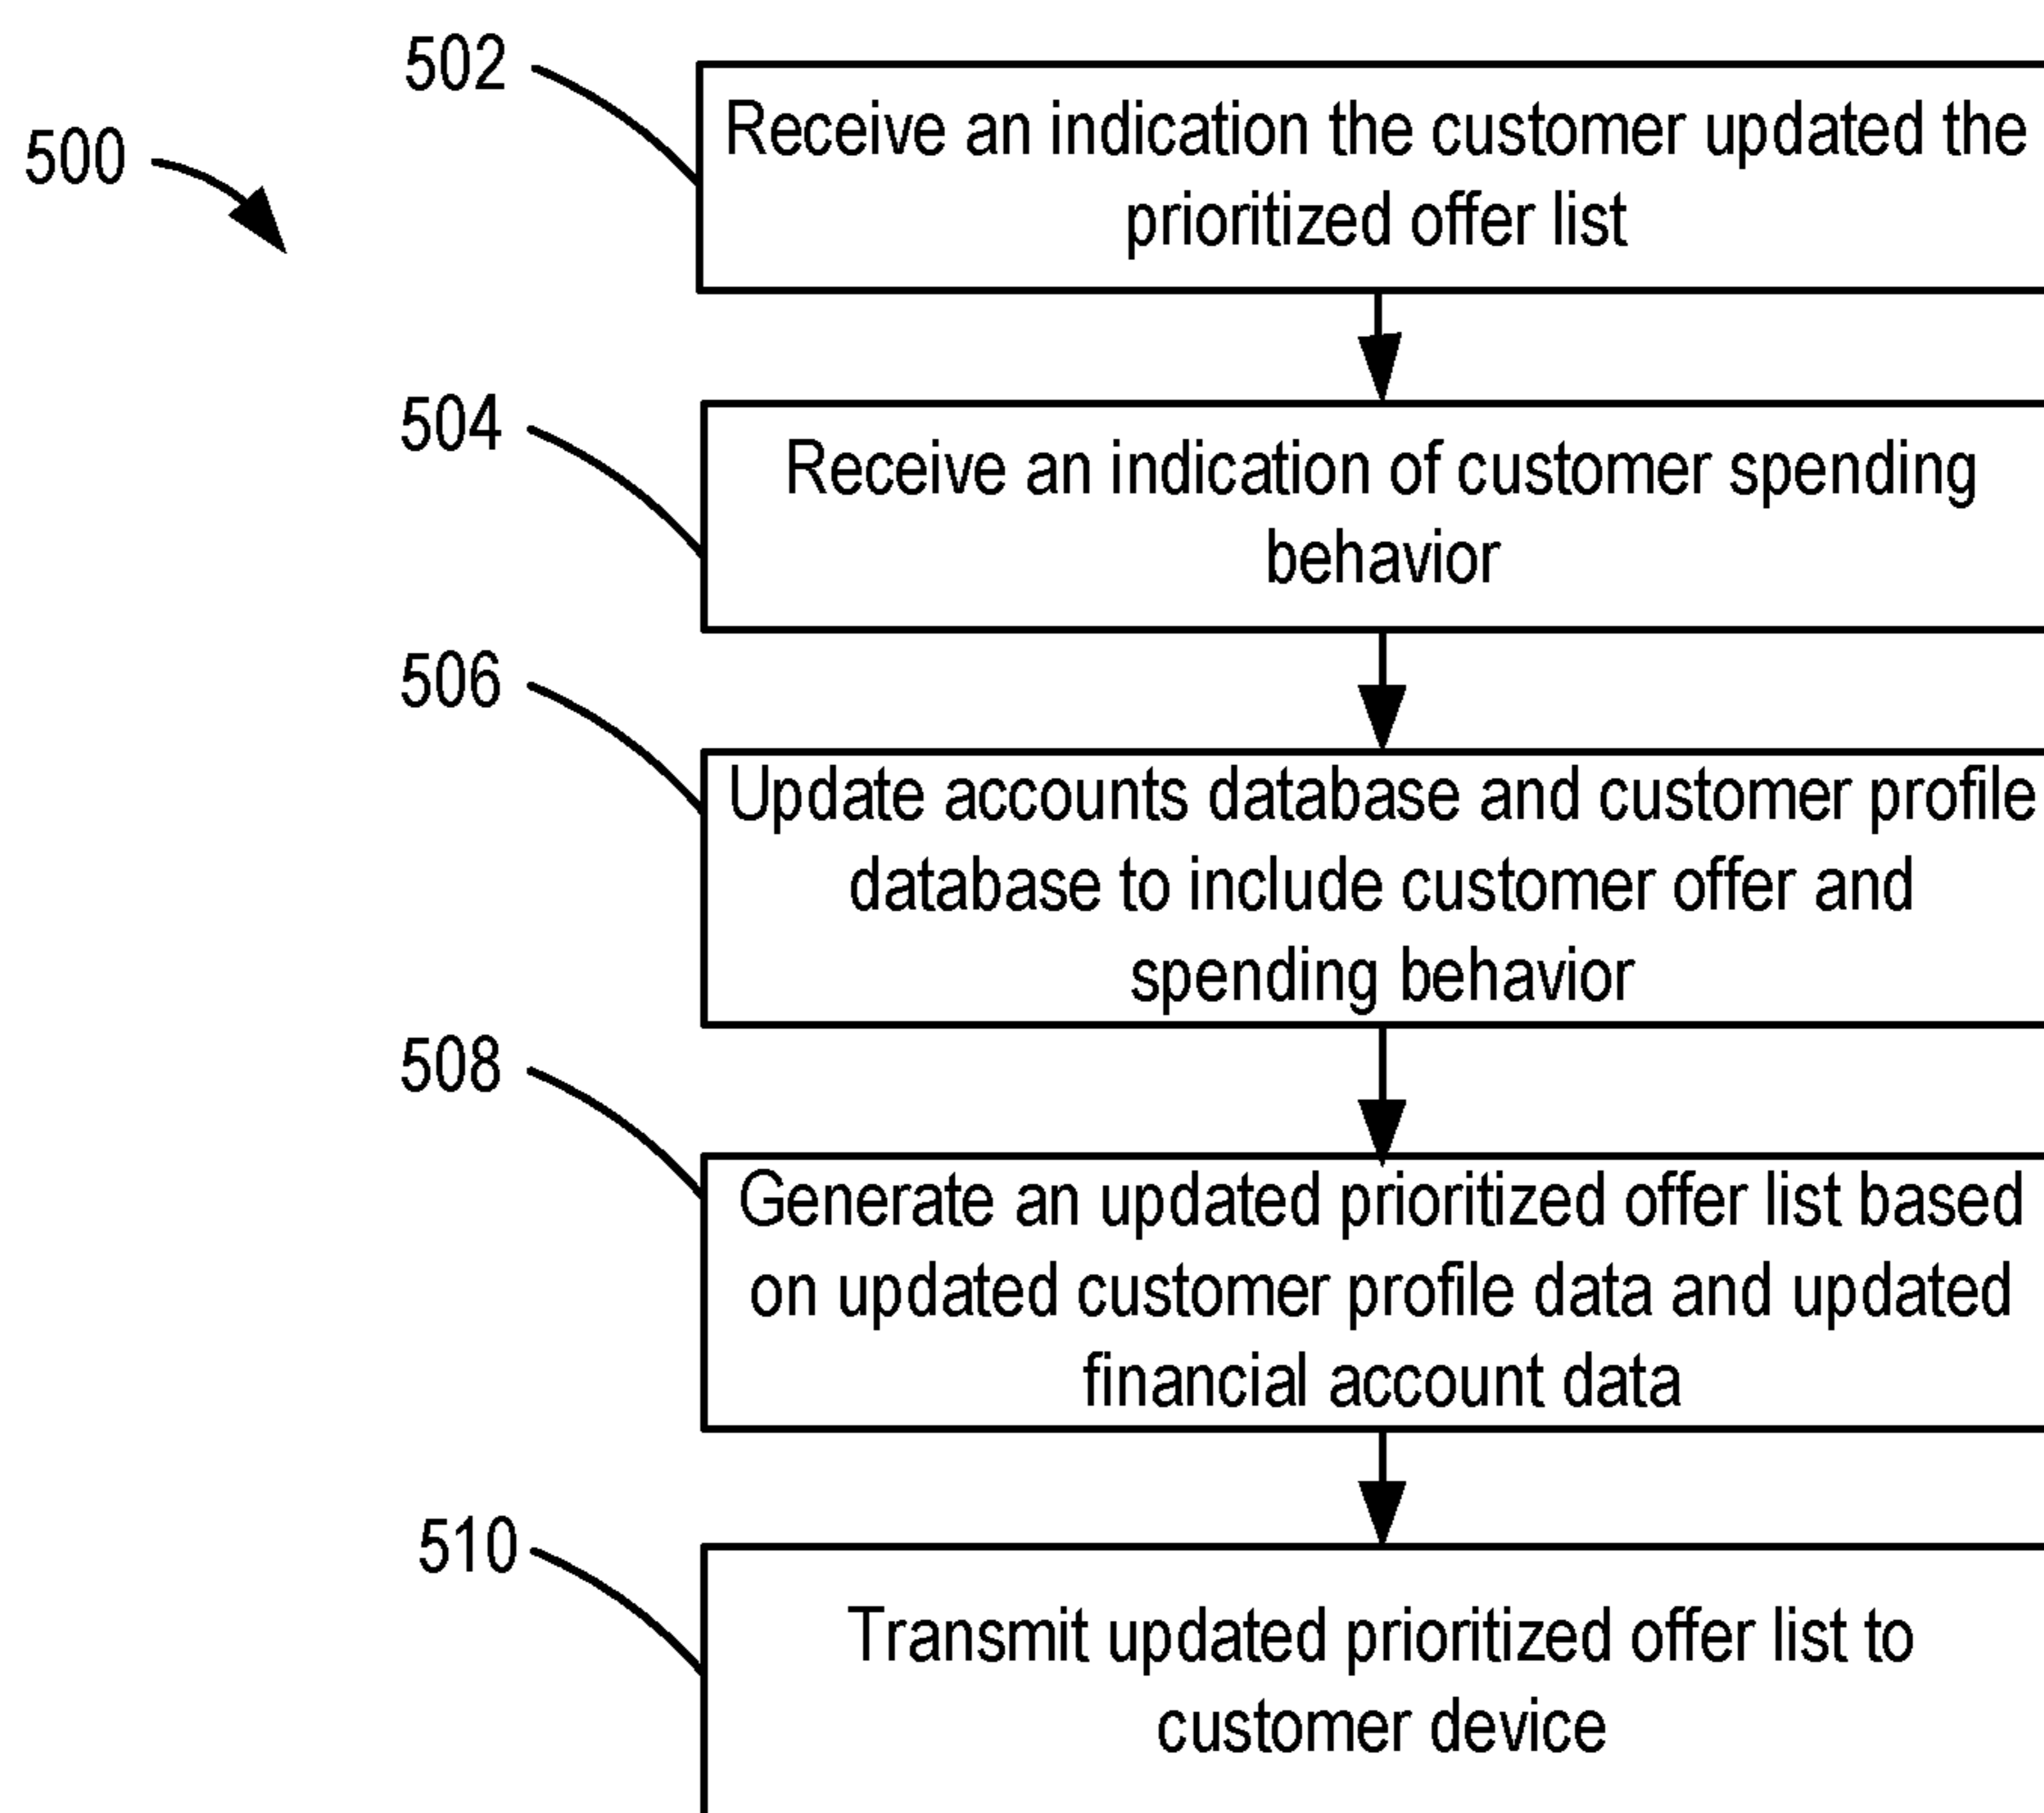 502
Receive an indication the customer updated the
prioritized offer list
500
504
Receive an indication of customer spending
behavior
506
Update accounts database and customer profile
database to include customer offer and
spending behavior
508
Generate an updated prioritized offer list based
on updated customer profile data and updated
financial account data
510
Transmit updated prioritized offer list to
customer device